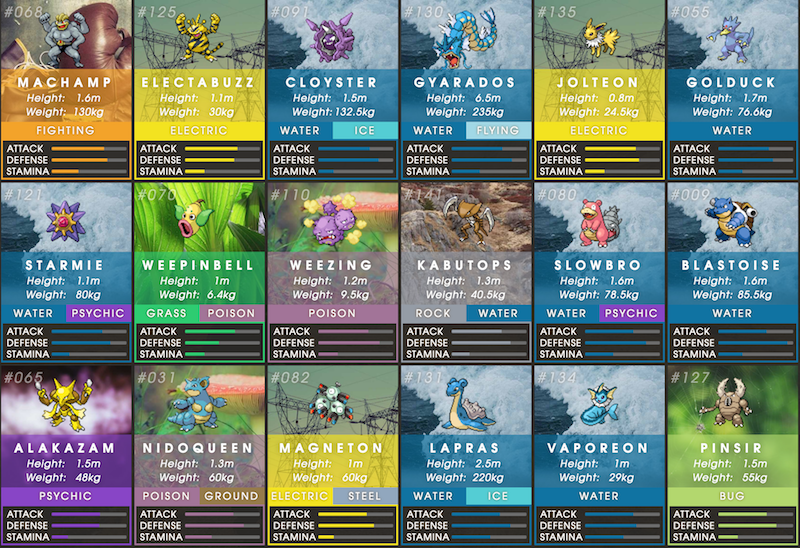 #068
MACHAMP
Height: 1.6m
Weight: 130kg
FIGHTING
ATTACK
DEFENSE
STAMINA
#125
ELECTABUZZ
Height: 1.1m
Weight: 30kg
ELECTRIC
ATTACK
DEFENSE
STAMINA
#091
CLOYSTER
Height: 1.5m
Weight: 132.5kg
WATER ICE
ATTACK
DEFENSE
STAMINA
#130
GYARADOS
Height: 6.5m
Weight: 235kg
WATER FLYING
ATTACK
DEFENSE
STAMINA
#135
JOLTEON
Height: 0.8m
Weight: 24.5kg
ELECTRIC
ATTACK
DEFENSE
STAMINA
#055
GOLDUCK
Height: 1.7m
Weight: 76.6kg
WATER
ATTACK
DEFENSE
STAMINA
#121
STARMIE
Height: 1.1m
Weight: 80kg
WATER PSYCHIC
ATTACK
DEFENSE
STAMINA
#070
WEEPINBELL
Height: 1m
Weight: 6.4kg
GRASS POISON
ATTACK
DEFENSE
STAMINA
#110
WEEZING
Height: 1.2m
Weight: 9.5kg
POISON
ATTACK
DEFENSE
STAMINA
#141
KABUTOPS
Height: 1.3m
Weight: 40.5kg
ROCK WATER
ATTACK
DEFENSE
STAMINA
#080
SLOWBRO
Height: 1.6m
Weight: 78.5kg
WATER PSYCHIC
ATTACK
DEFENSE
STAMINA
#009
BLASTOISE
Height: 1.6m
Weight: 85.5kg
WATER
ATTACK
DEFENSE
STAMINA
#065
ALAKAZAM
Height: 1.5m
Weight: 48kg
PSYCHIC
ATTACK
DEFENSE
STAMINA
#031
NIDOQUEEN
Height: 1.3m
Weight: 60kg
POISON GROUND
ATTACK
DEFENSE
STAMINA
#082
MAGNETON
Height: 1m
Weight: 60kg
ELECTRIC STEEL
ATTACK
DEFENSE
STAMINA
#131
LAPRAS
Height: 2.5m
Weight: 220kg
WATER ICE
ATTACK
DEFENSE
STAMINA
#134
VAPOREON
Height: 1m
Weight: 29kg
WATER
ATTACK
DEFENSE
STAMINA
#127
PINSIR
Height: 1.5m
Weight: 55kg
BUG
ATTACK
DEFENSE
STAMINA